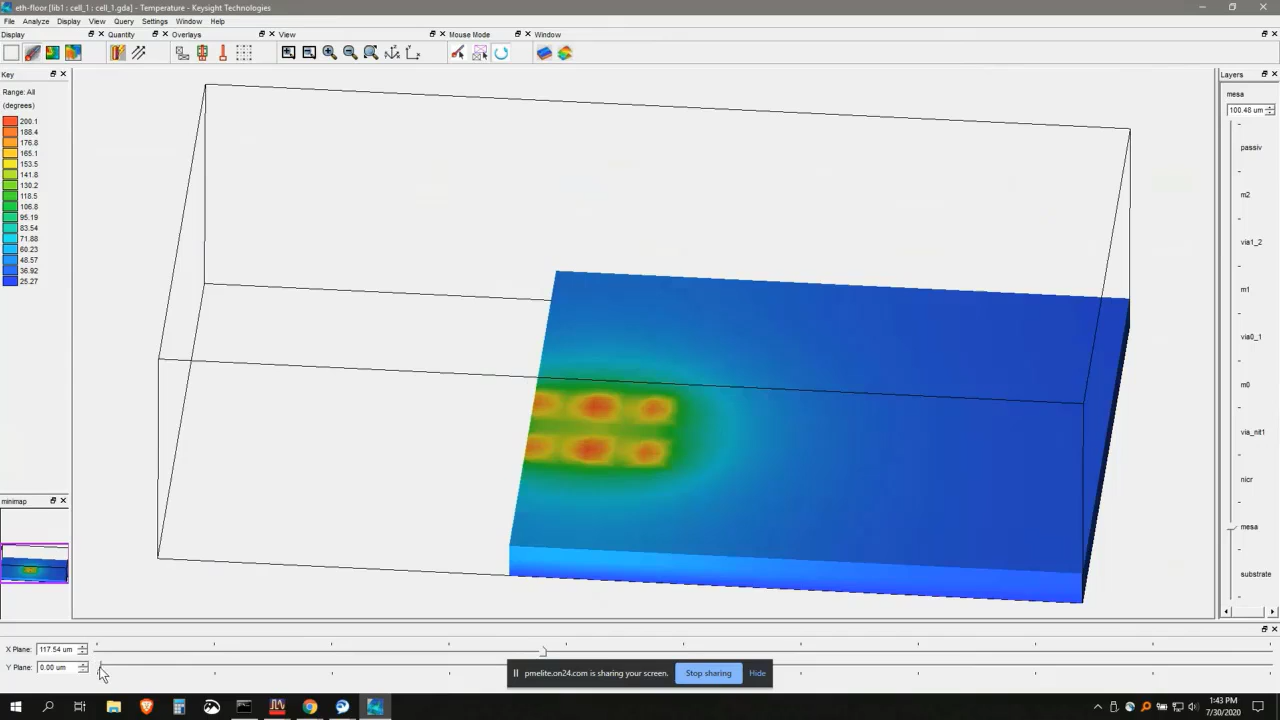 eth-floor [lib1 : cell_1 : cell_1.gda] - Temperature - Keysight Technologies
File Analyze Display View Query Settings Window Help
Display Quantity Overlays View Mouse Mode Window
Key
Range: All
(degrees)
200.1
188.4
176.8
165.1
153.5
141.8
130.2
118.5
106.8
95.19
83.54
71.88
60.23
48.57
36.92
25.27
minimap
Layers
mesa
100.48 um
passiv
m2
via1_2
m1
via0_1
m0
via_nit1
nicr
mesa
substrate
X Plane: 117.54 um
Y Plane: 0.00 um
pmelite.on24.com is sharing your screen. Stop sharing Hide
1:43 PM
7/30/2020